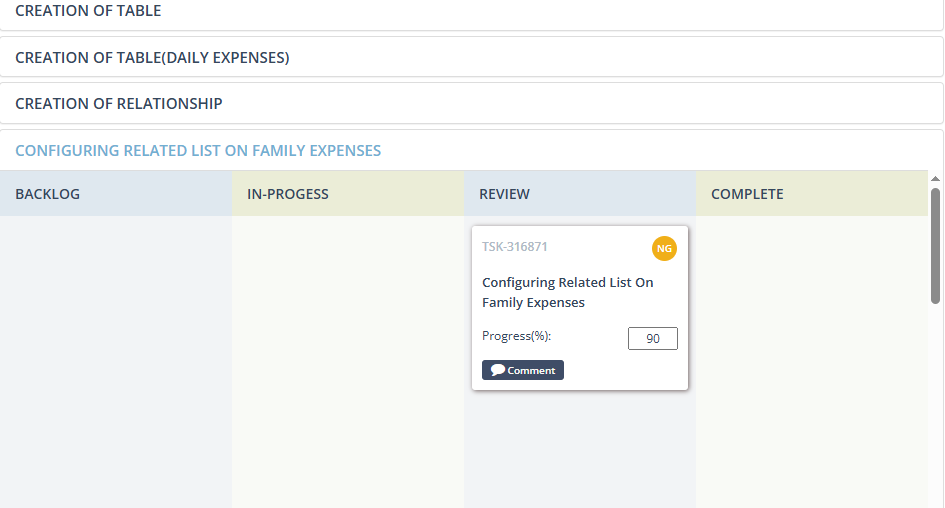 CREATION OF TABLE
CREATION OF TABLE(DAILY EXPENSES)
CREATION OF RELATIONSHIP
CONFIGURING RELATED LIST ON FAMILY EXPENSES
BACKLOG
IN-PROGESS
REVIEW
COMPLETE
TSK-316871
NG
Configuring Related List On
Family Expenses
Progress(%):
90
Comment